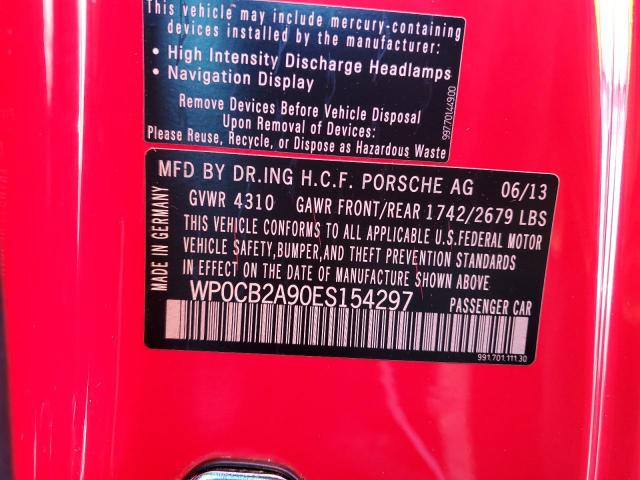 This vehicle may include mercury-containing
devices installed by the manufacturer:
• High Intensity Discharge Headlamps
• Navigation Display
Remove Devices Before Vehicle Disposal
Upon Removal of Devices:
Please Reuse, Recycle, or Dispose as Hazardous Waste
99770144900
MFD BY DR.ING H.C.F. PORSCHE AG 06/13
GVWR 4310 GAWR FRONT/REAR 1742/2679 LBS
THIS VEHICLE CONFORMS TO ALL APPLICABLE U.S.FEDERAL MOTOR
VEHICLE SAFETY,BUMPER,AND THEFT PREVENTION STANDARDS
IN EFFECT ON THE DATE OF MANUFACTURE SHOWN ABOVE.
WP0CB2A90ES154297 PASSENGER CAR
MADE IN GERMANY
991.701.111.30